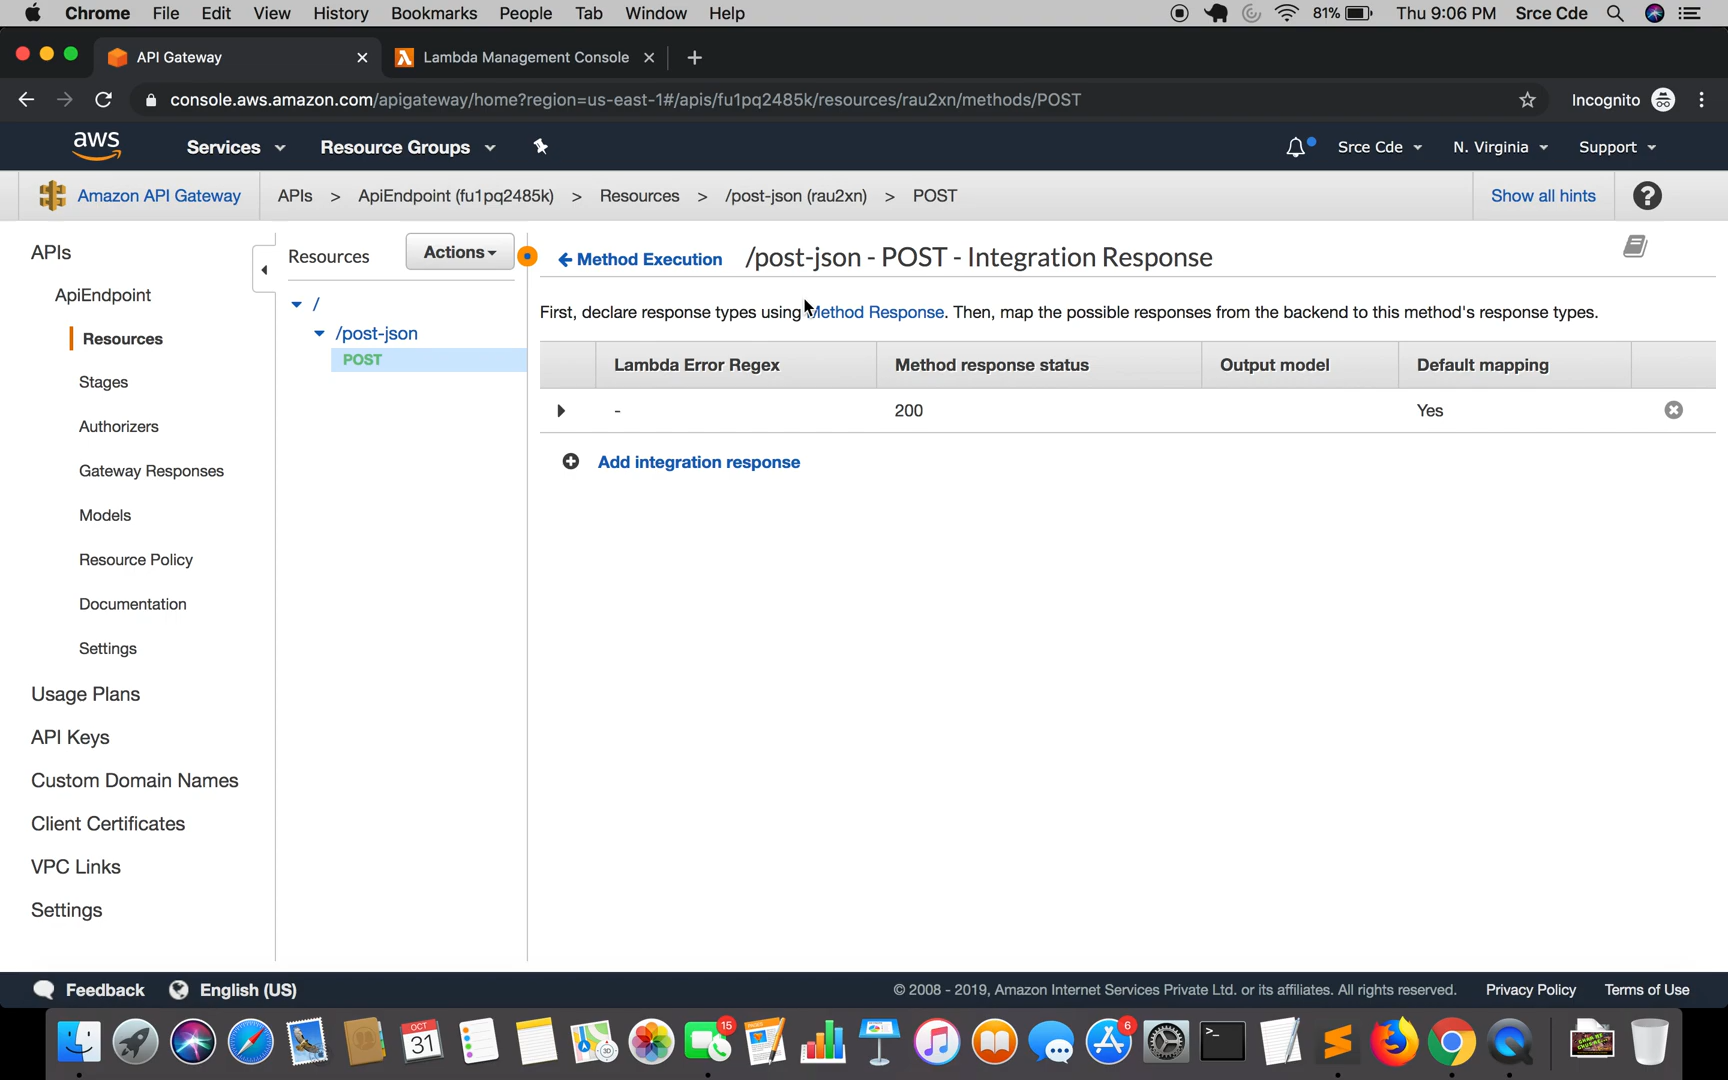 Chrome File Edit View History Bookmarks People Tab Window Help 81% Thu 9:06 PM Srce Cde
API Gateway Lambda Management Console
console.aws.amazon.com/apigateway/home?region=us-east-1#/apis/fu1pq2485k/resources/rau2xn/methods/POST Incognito
aws Services Resource Groups Srce Cde N. Virginia Support
Amazon API Gateway APIs > ApiEndpoint (fu1pq2485k) > Resources > /post-json (rau2xn) > POST Show all hints ?
APIs
ApiEndpoint
Resources
Stages
Authorizers
Gateway Responses
Models
Resource Policy
Documentation
Settings
Usage Plans
API Keys
Custom Domain Names
Client Certificates
VPC Links
Settings
Resources Actions
/
/post-json
POST
Method Execution /post-json - POST - Integration Response
First, declare response types using Method Response. Then, map the possible responses from the backend to this method's response types.
Lambda Error Regex Method response status Output model Default mapping
- 200 Yes
Add integration response
Feedback English (US) © 2008 - 2019, Amazon Internet Services Private Ltd. or its affiliates. All rights reserved. Privacy Policy Terms of Use
OCT
31
15
6